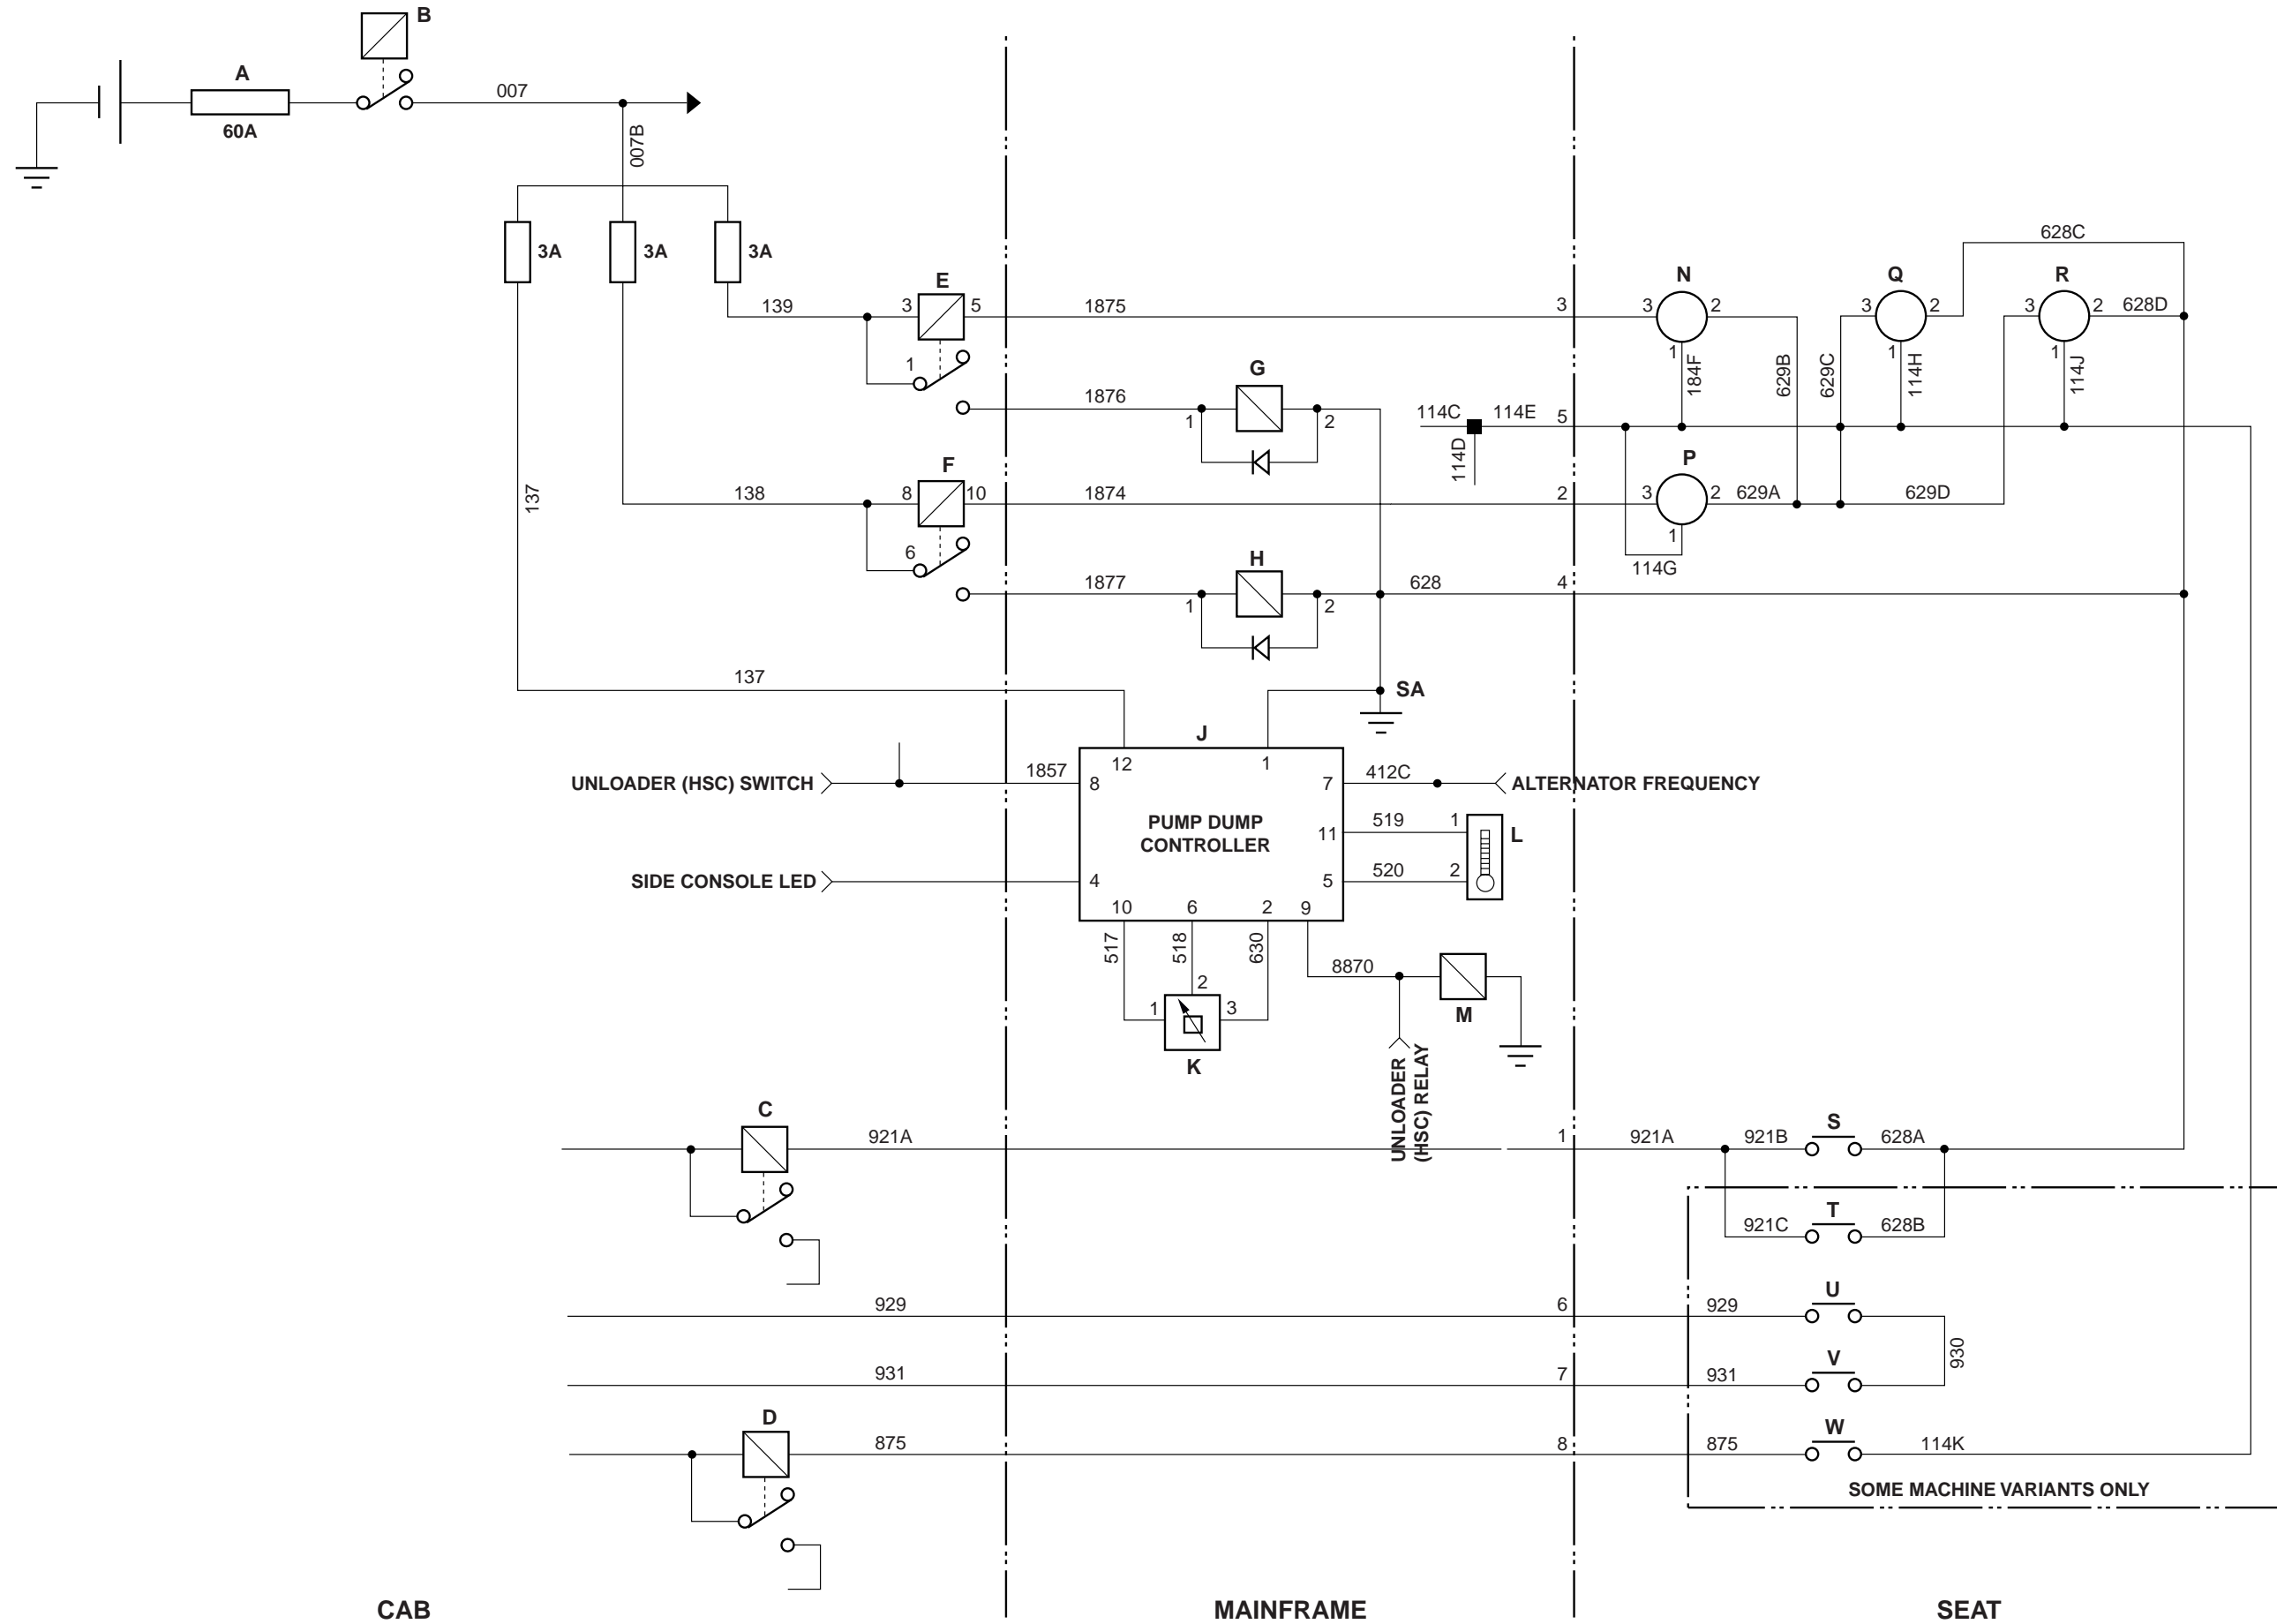 B
A
60A
007
007B
3A
3A
3A
628C
N
Q
R
139
E
3
5
1875
3
3
2
3
2
3
2
628D
1
1
1
1
184F
629B
629C
114H
114J
G
1876
1
2
114C
114E
5
114D
137
F
P
138
8
10
1874
2
3
2
629A
629D
6
1
114G
H
1877
1
2
628
4
137
SA
J
12
1
UNLOADER (HSC) SWITCH
1857
8
7
412C
ALTERNATOR FREQUENCY
PUMP DUMP
CONTROLLER
11
519
1
L
SIDE CONSOLE LED
4
5
520
2
10
6
2
9
517
518
630
8870
M
2
1
3
K
UNLOADER
(HSC) RELAY
C
921A
1
921A
921B
S
628A
T
921C
628B
929
6
929
U
930
931
7
931
V
D
875
8
875
W
114K
SOME MACHINE VARIANTS ONLY
CAB
MAINFRAME
SEAT